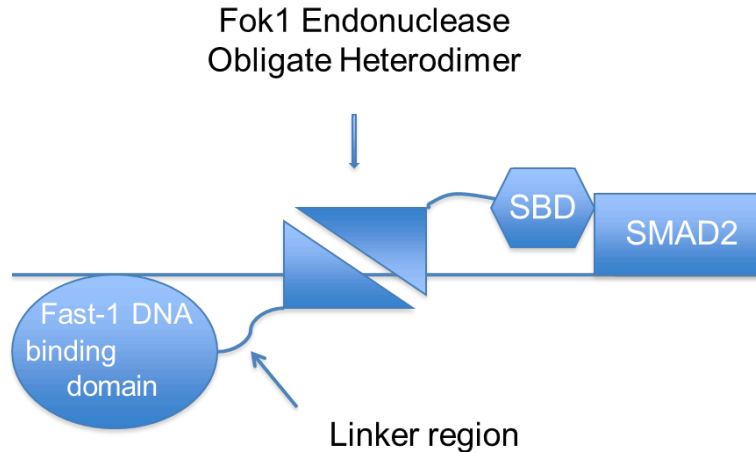 Fok1 Endonuclease
Obligate Heterodimer
SBD
SMAD2
Fast-1 DNA
binding
domain
Linker region